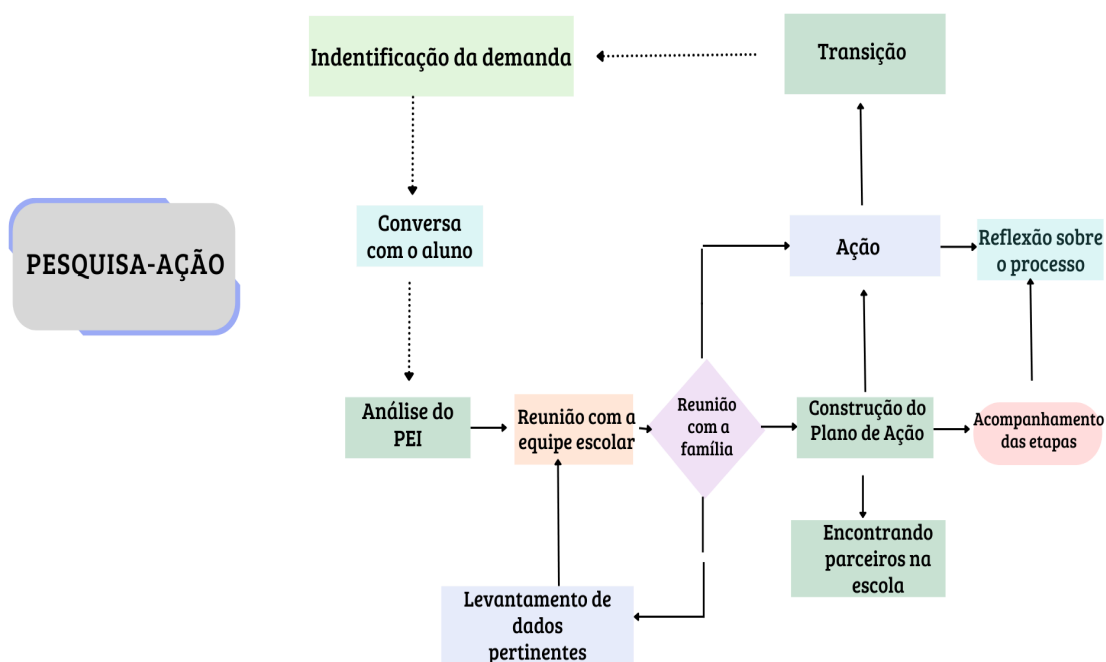 Indentificação da demanda
Transição
PESQUISA-AÇÃO
Conversa
com o aluno
Ação
Reflexão sobre
o processo
Análise do
PEI
Reunião com a
equipe escolar
Reunião
com a
família
Construção do
Plano de Ação
Acompanhamento
das etapas
Encontrando
parceiros na
escola
Levantamento de
dados
pertinentes